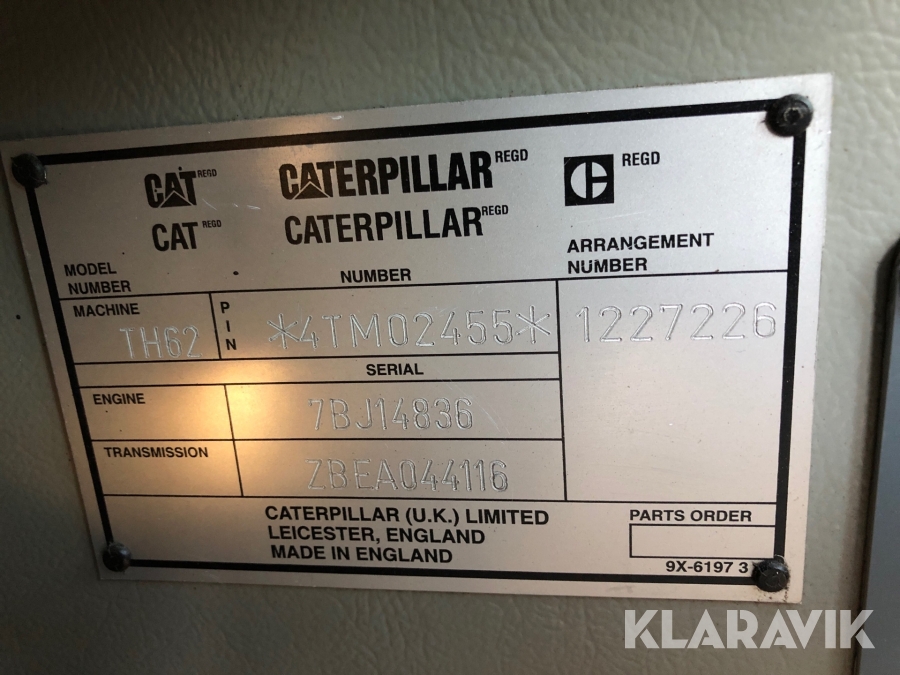 CAT REGD CATERPILLAR REGD REGD
CAT REGD CATERPILLAR REGD
MODEL NUMBER
NUMBER
ARRANGEMENT NUMBER
MACHINE
TH62
PIN
*4TM02455*
1227226
SERIAL
ENGINE
7BJ14836
TRANSMISSION
ZBEA044116
CATERPILLAR (U.K.) LIMITED
LEICESTER, ENGLAND
MADE IN ENGLAND
PARTS ORDER
9X-6197 3
KLARAVIK